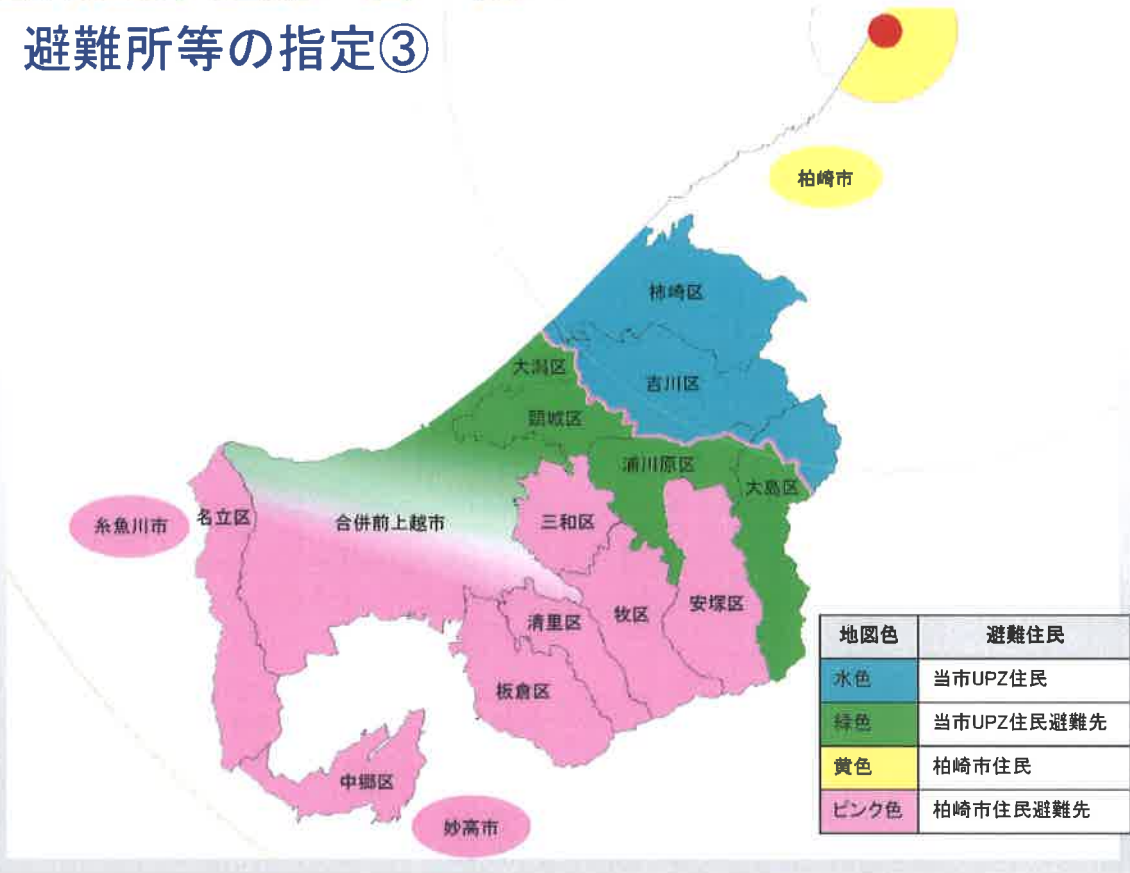 避難所等の指定③
柏崎市
柿崎区
大潟区
吉川区
頸城区
浦川原区
大島区
糸魚川市
名立区
合併前上越市
三和区
安塚区
牧区
清里区
板倉区
中郷区
妙高市
地図色 避難住民
水色 当市UPZ住民
緑色 当市UPZ住民避難先
黄色 柏崎市住民
ピンク色 柏崎市住民避難先